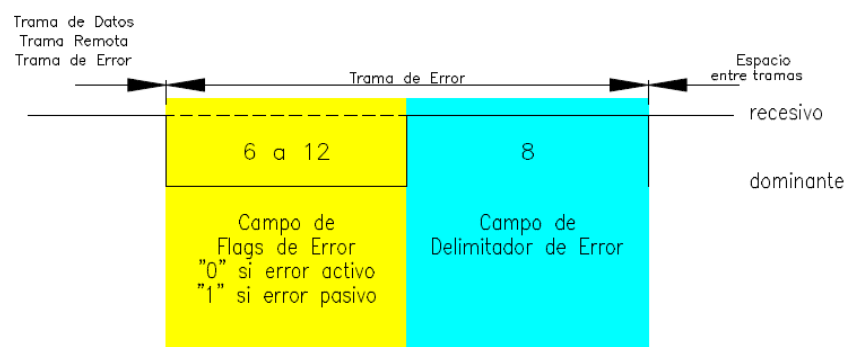 Trama de Datos
Trama Remota
Trama de Error
Trama de Error
Espacio
entre tramas
recesivo
6 a 12
8
dominante
Campo de
Flags de Error
"0" si error activo
"1" si error pasivo
Campo de
Delimitador de Error